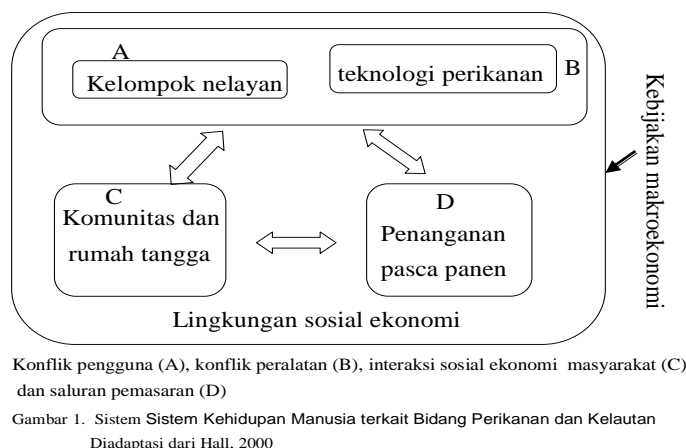 A
Kelompok nelayan
teknologi perikanan
B
Kebijakan makroekonomi
C
Komunitas dan
rumah tangga
D
Penanganan
pasca panen
Lingkungan sosial ekonomi
Konflik pengguna (A), konflik peralatan (B), interaksi sosial ekonomi masyarakat (C)
dan saluran pemasaran (D)
Gambar 1. Sistem Sistem Kehidupan Manusia terkait Bidang Perikanan dan Kelautan
Diadaptasi dari Hall, 2000